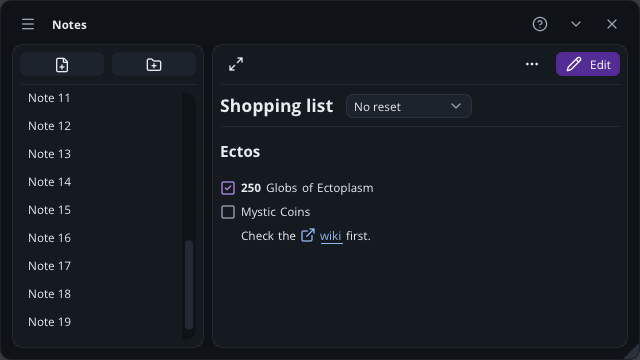 Notes
Edit
Note 11
Note 12
Note 13
Note 14
Note 15
Note 16
Note 17
Note 18
Note 19
Shopping list
No reset
Ectos
250 Globs of Ectoplasm
Mystic Coins
Check the wiki first.